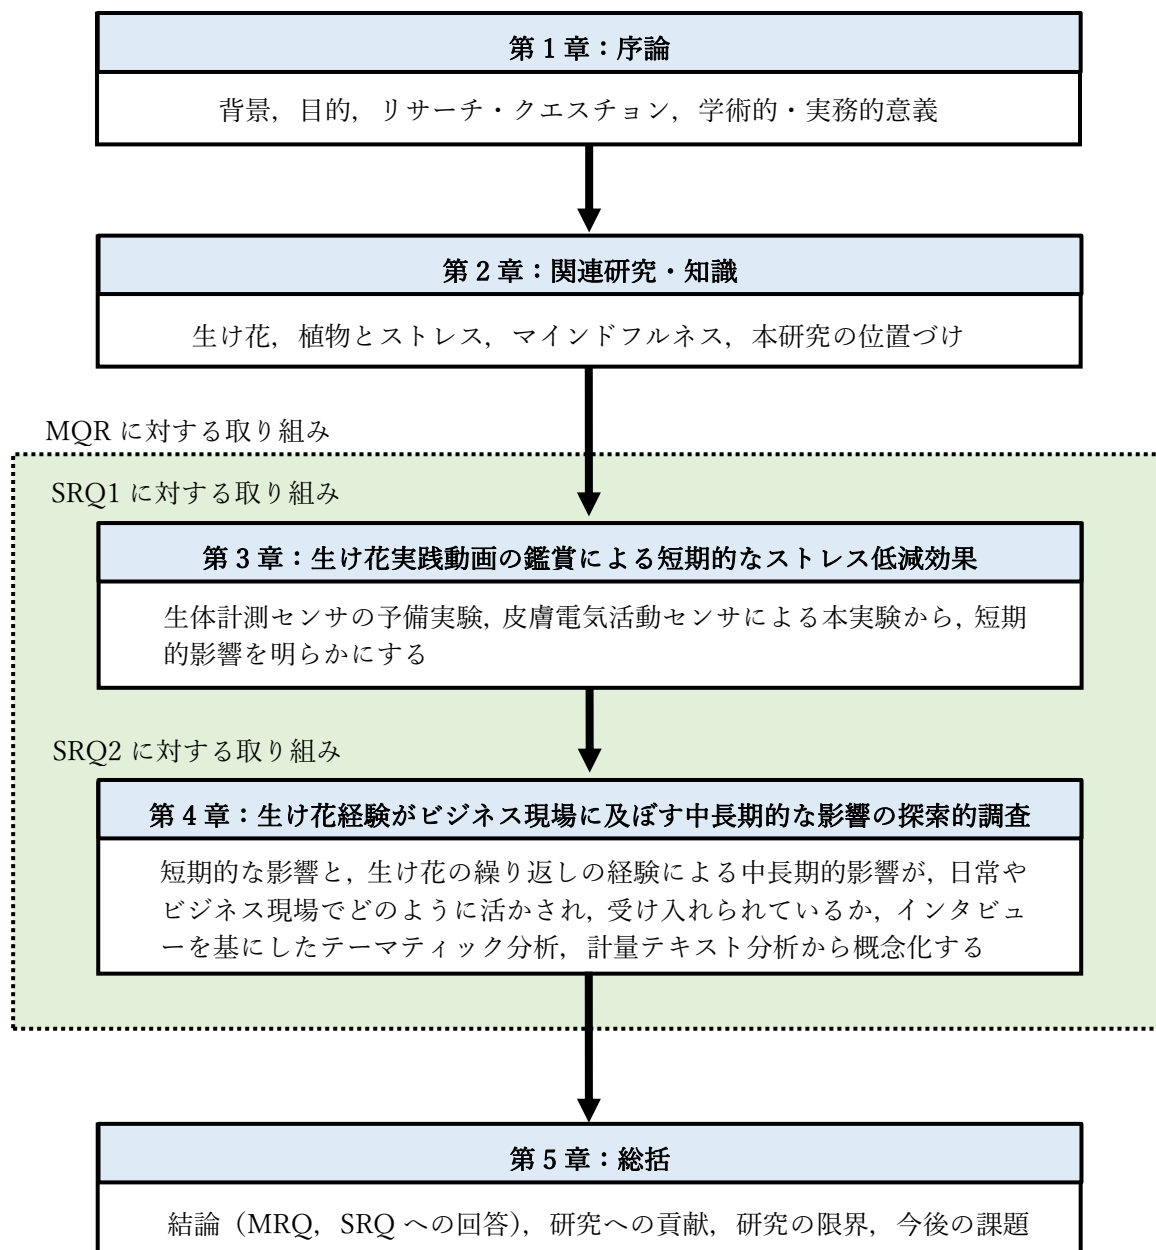 第1章：序論
背景，目的，リサーチ・クエスチョン，学術的・実務的意義
第2章：関連研究・知識
生け花，植物とストレス，マインドフルネス，本研究の位置づけ
MQR に対する取り組み
SRQ1 に対する取り組み
第3章：生け花実践動画の鑑賞による短期的なストレス低減効果
生体計測センサの予備実験，皮膚電気活動センサによる本実験から，短期
的影響を明らかにする
SRQ2 に対する取り組み
第4章：生け花経験がビジネス現場に及ぼす中長期的な影響の探索的調査
短期的な影響と，生け花の繰り返しの経験による中長期的影響が，日常や
ビジネス現場でどのように活かされ，受け入れられているか，インタビュ
ーを基にしたテーマティック分析，計量テキスト分析から概念化する
第5章：総括
結論（MRQ，SRQ への回答），研究への貢献，研究の限界，今後の課題